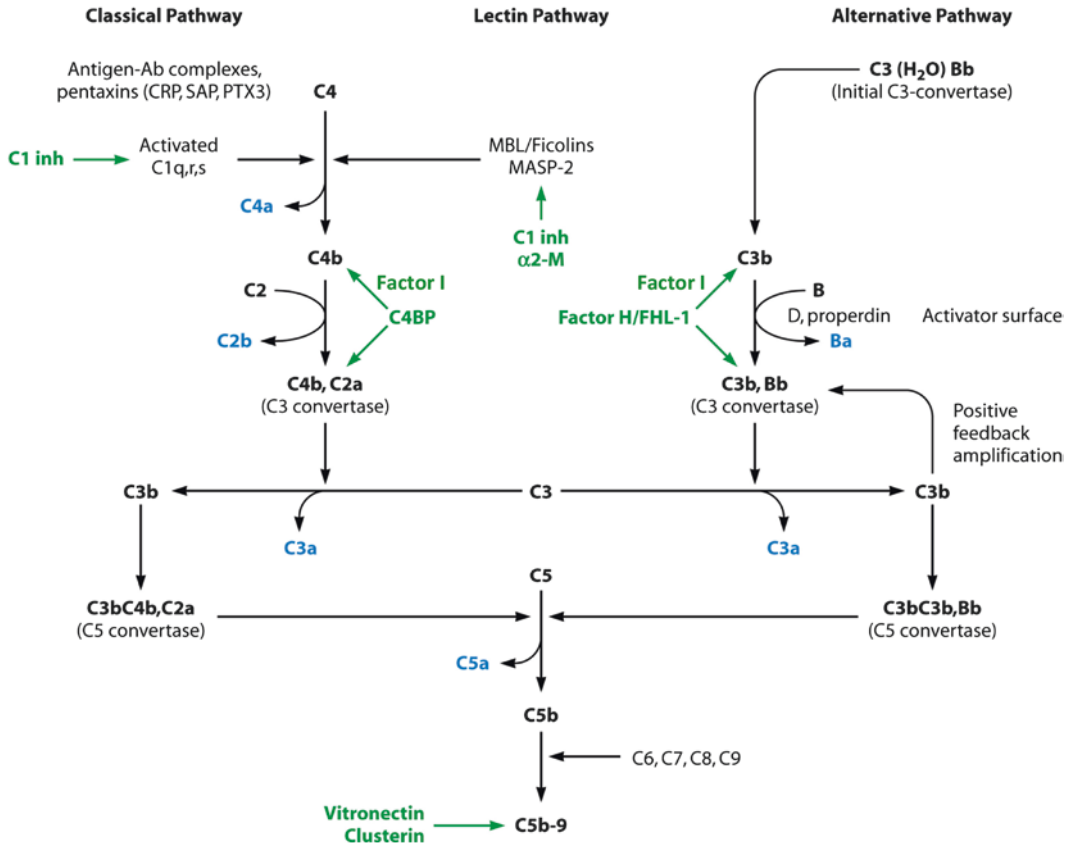 Classical Pathway
Lectin Pathway
Alternative Pathway
Antigen-Ab complexes,
pentaxins (CRP, SAP, PTX3)
C4
C3 (H₂O) Bb
(Initial C3-convertase)
C1 inh
Activated
C1q,r,s
MBL/Ficolins
MASP-2
C4a
C1 inh
α2-M
C4b
C3b
C2
Factor I
C4BP
Factor I
Factor H/FHL-1
B
D, properdin
Activator surface
C2b
Ba
C4b, C2a
(C3 convertase)
C3b, Bb
(C3 convertase)
Positive
feedback
amplification
C3b
C3
C3b
C3a
C3a
C5
C3bC4b,C2a
(C5 convertase)
C3bC3b,Bb
(C5 convertase)
C5a
C5b
C6, C7, C8, C9
Vitronectin
Clusterin
C5b-9